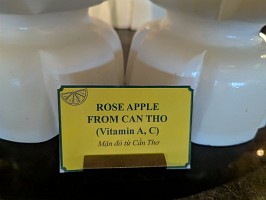 ROSE APPLE
FROM CAN THO
(Vitamin A, C)
Mận đỏ từ Cần Thơ